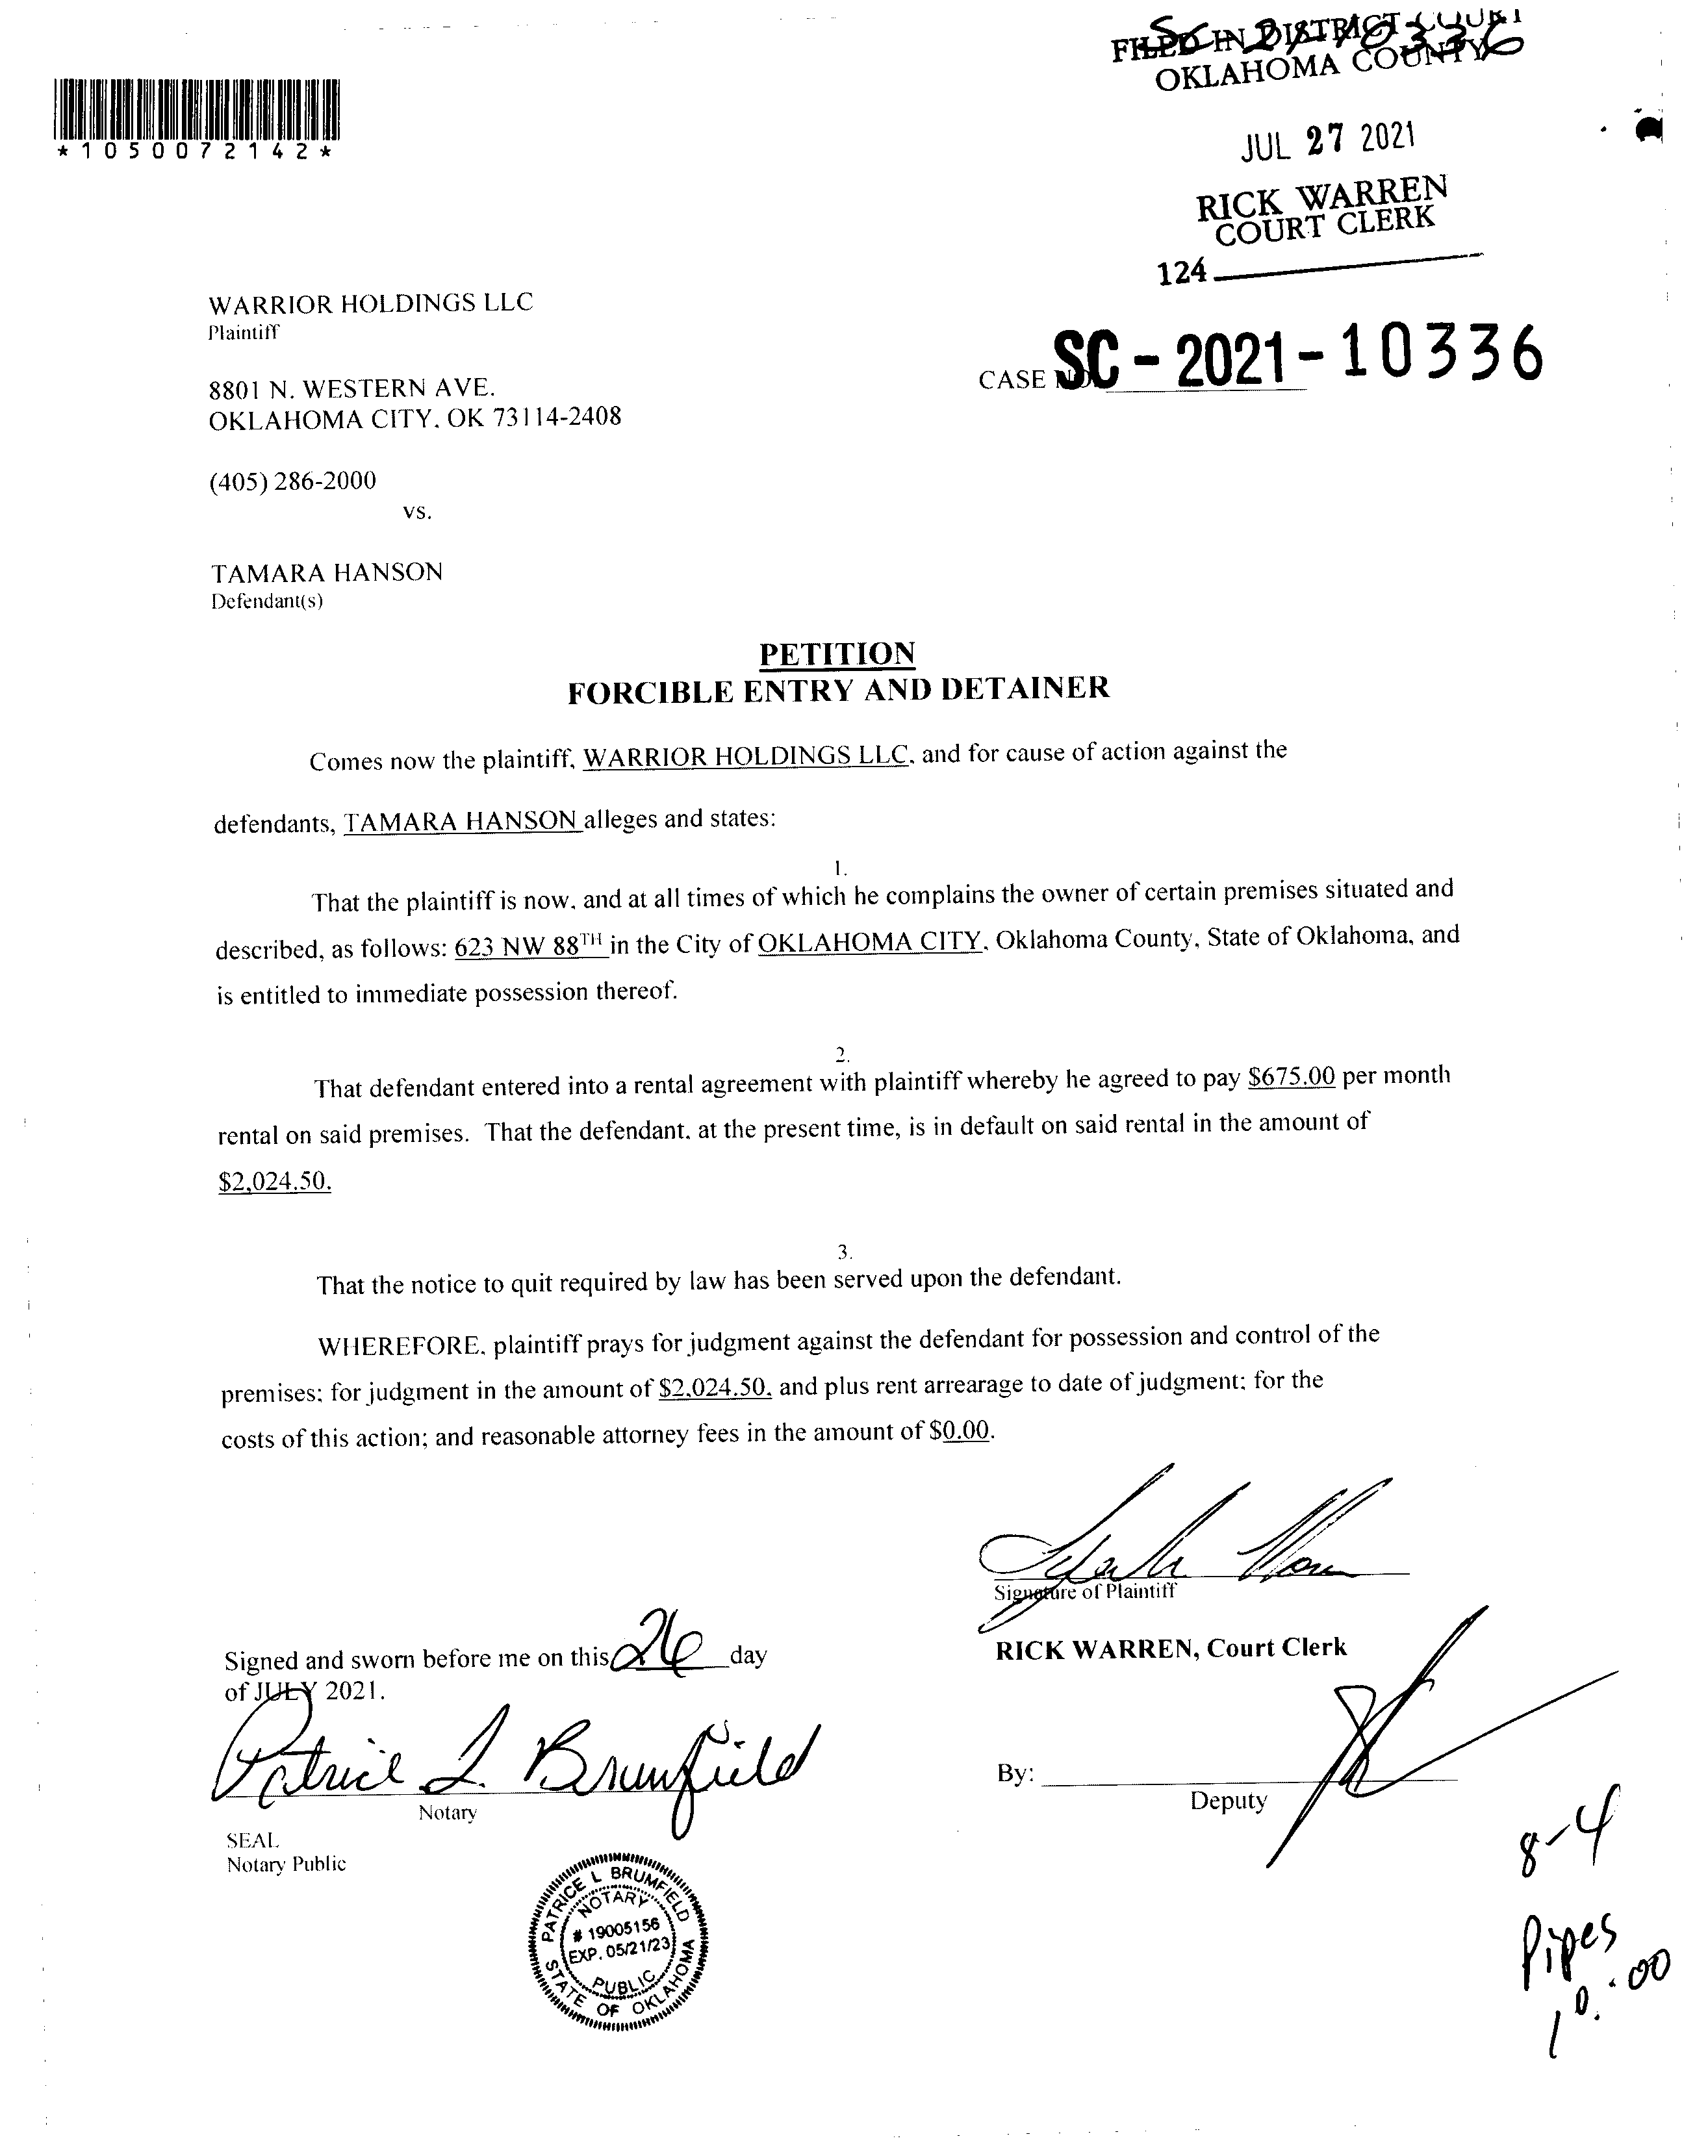 SC-21-10336
FILED IN DISTRICT COURT
OKLAHOMA COUNTY
JUL 27 2021
RICK WARREN
COURT CLERK
124
*1050072142*
WARRIOR HOLDINGS LLC
Plaintiff
8801 N. WESTERN AVE.
OKLAHOMA CITY, OK 73114-2408
(405) 286-2000
vs.
CASE NO. SC-2021-10336
TAMARA HANSON
Defendant(s)
PETITION
FORCIBLE ENTRY AND DETAINER
Comes now the plaintiff, WARRIOR HOLDINGS LLC, and for cause of action against the
defendants, TAMARA HANSON alleges and states:
1.
That the plaintiff is now, and at all times of which he complains the owner of certain premises situated and
described, as follows: 623 NW 88TH in the City of OKLAHOMA CITY, Oklahoma County, State of Oklahoma, and
is entitled to immediate possession thereof.
2.
That defendant entered into a rental agreement with plaintiff whereby he agreed to pay $675.00 per month
rental on said premises. That the defendant, at the present time, is in default on said rental in the amount of
$2,024.50.
3.
That the notice to quit required by law has been served upon the defendant.
WHEREFORE, plaintiff prays for judgment against the defendant for possession and control of the
premises; for judgment in the amount of $2,024.50, and plus rent arrearage to date of judgment; for the
costs of this action; and reasonable attorney fees in the amount of $0.00.
Signature of Plaintiff
Signed and sworn before me on this 26 day
of JULY 2021.
Patrice L. Brumfield
Notary
SEAL
Notary Public
PATRICE L BRUMFIELD
NOTARY
# 19005156
EXP. 05/21/23
PUBLIC
STATE OF OKLAHOMA
RICK WARREN, Court Clerk
By:
Deputy
8-4
Pipes
10:00